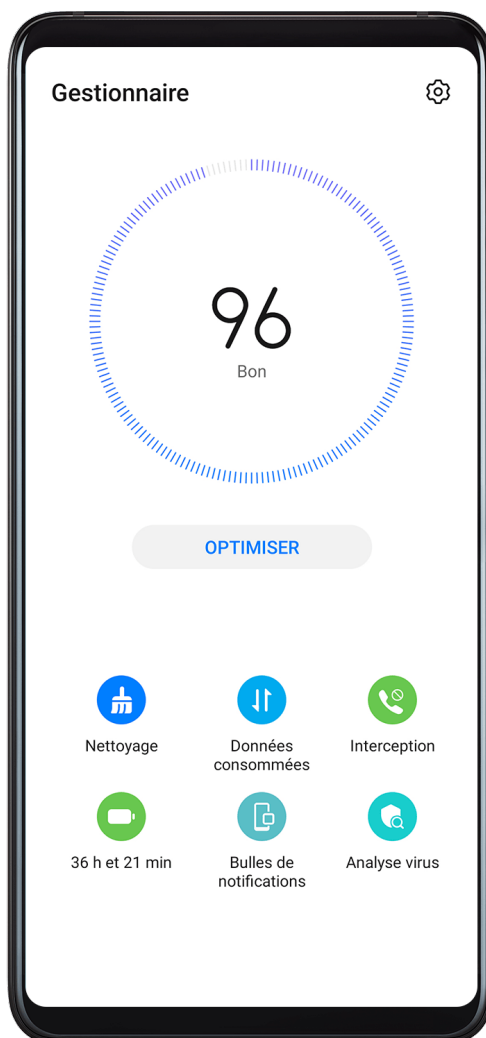 Gestionnaire
96
Bon
OPTIMISER
Nettoyage
Données
consommées
Interception
36 h et 21 min
Bulles de
notifications
Analyse virus